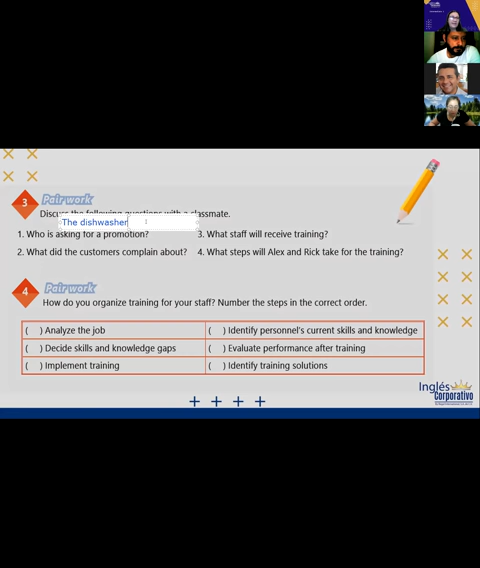 3
Pair work
Discuss the following questions with a classmate.
The dishwasher
1. Who is asking for a promotion?
3. What staff will receive training?
2. What did the customers complain about?
4. What steps will Alex and Rick take for the training?
4
Pair work
How do you organize training for your staff? Number the steps in the correct order.
( ) Analyze the job
( ) Identify personnel's current skills and knowledge
( ) Decide skills and knowledge gaps
( ) Evaluate performance after training
( ) Implement training
( ) Identify training solutions
Inglés
Corporativo